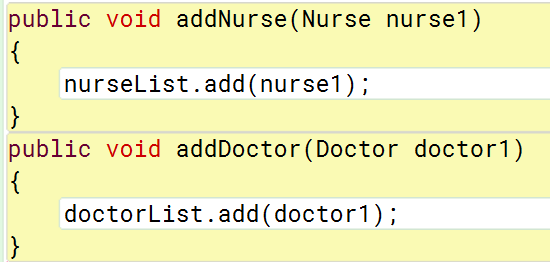 public void addNurse(Nurse nurse1)
{
nurseList.add(nurse1);
}
public void addDoctor(Doctor doctor1)
{
doctorList.add(doctor1);
}